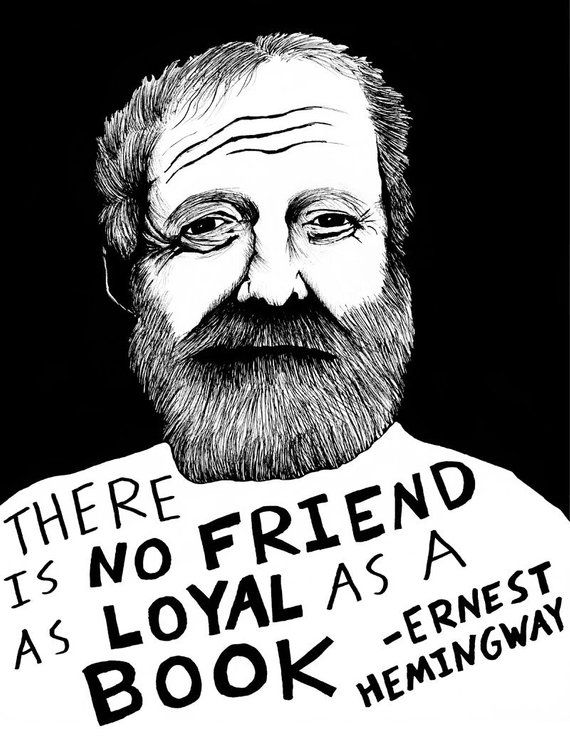 THERE
IS NO FRIEND
AS LOYAL AS A
BOOK -ERNEST
HEMINGWAY